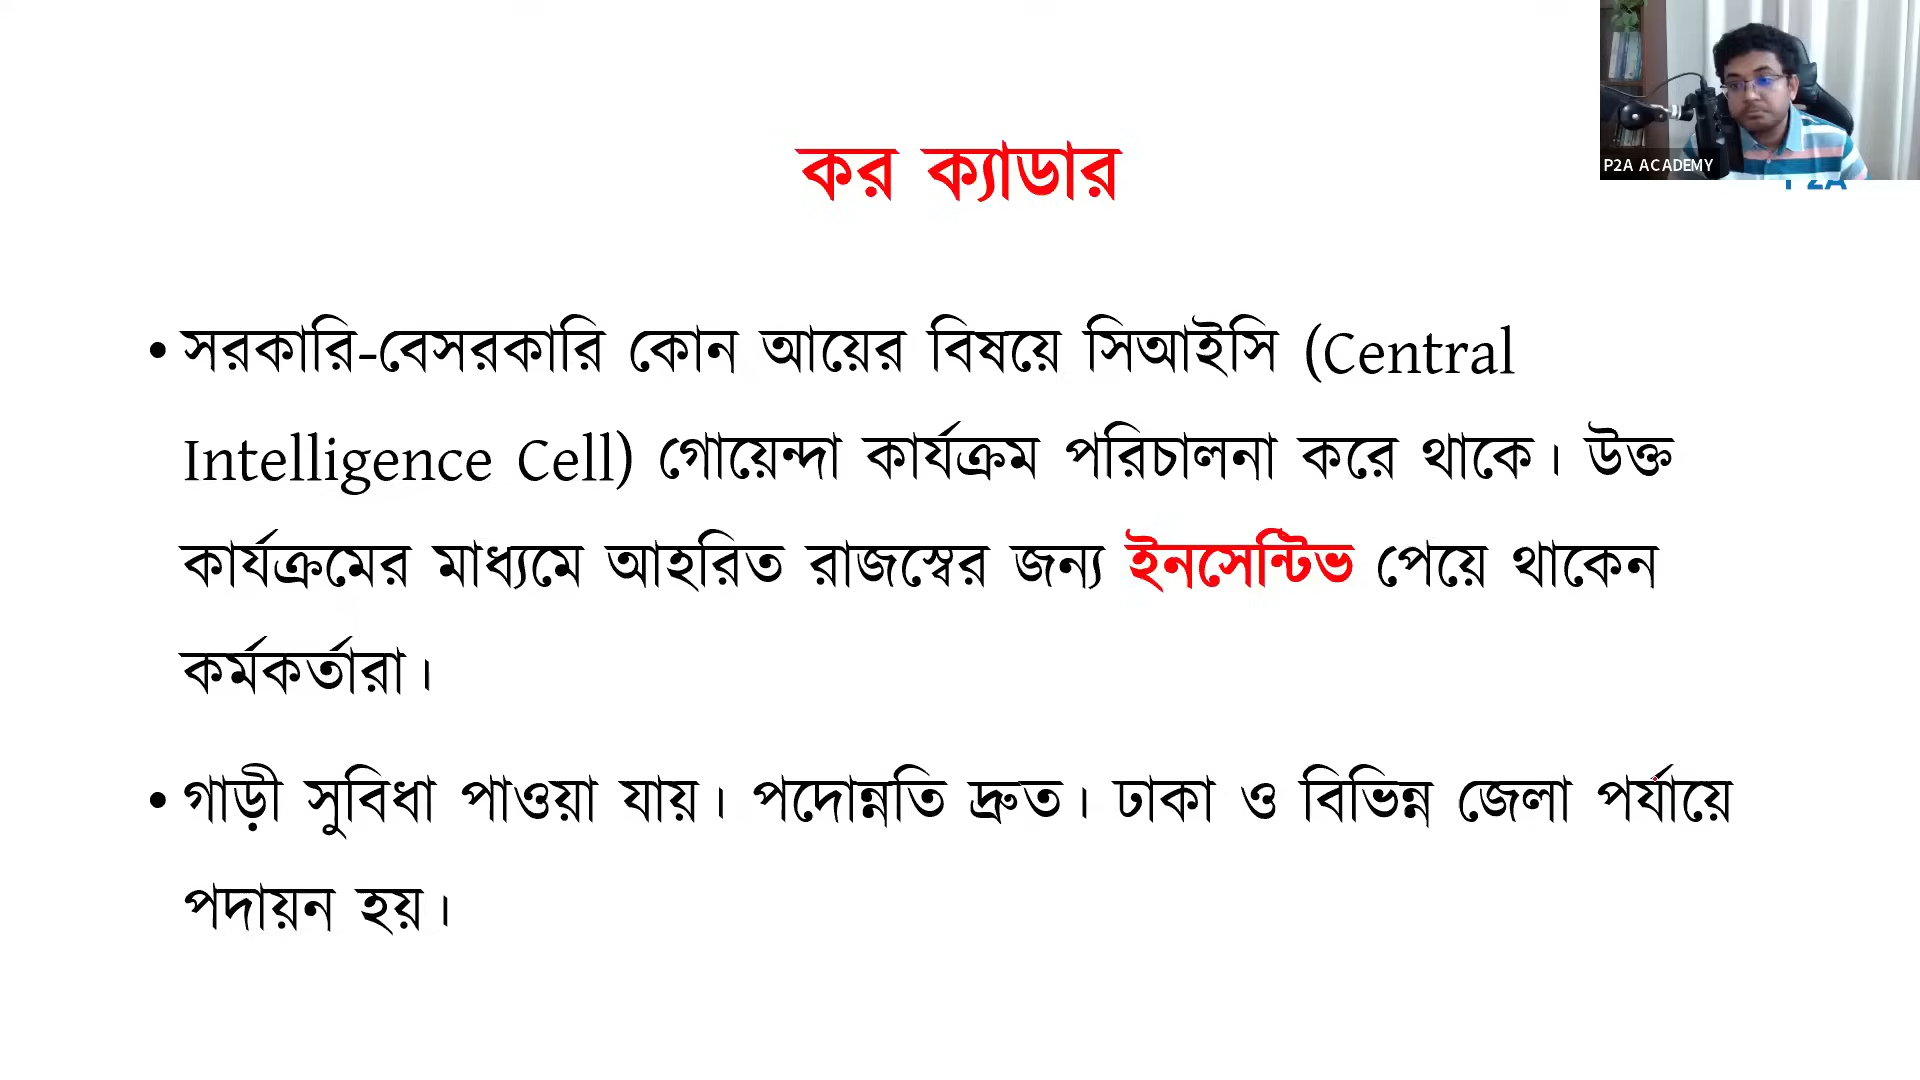 P2A ACADEMY
কর ক্যাডার
• সরকারি-বেসরকারি কোন আয়ের বিষয়ে সিআইসি (Central
Intelligence Cell) গোয়েন্দা কার্যক্রম পরিচালনা করে থাকে। উক্ত
কার্যক্রমের মাধ্যমে আহরিত রাজস্বের জন্য ইনসেন্টিভ পেয়ে থাকেন
কর্মকর্তারা।
• গাড়ী সুবিধা পাওয়া যায়। পদোন্নতি দ্রুত। ঢাকা ও বিভিন্ন জেলা পর্যায়ে
পদায়ন হয়।